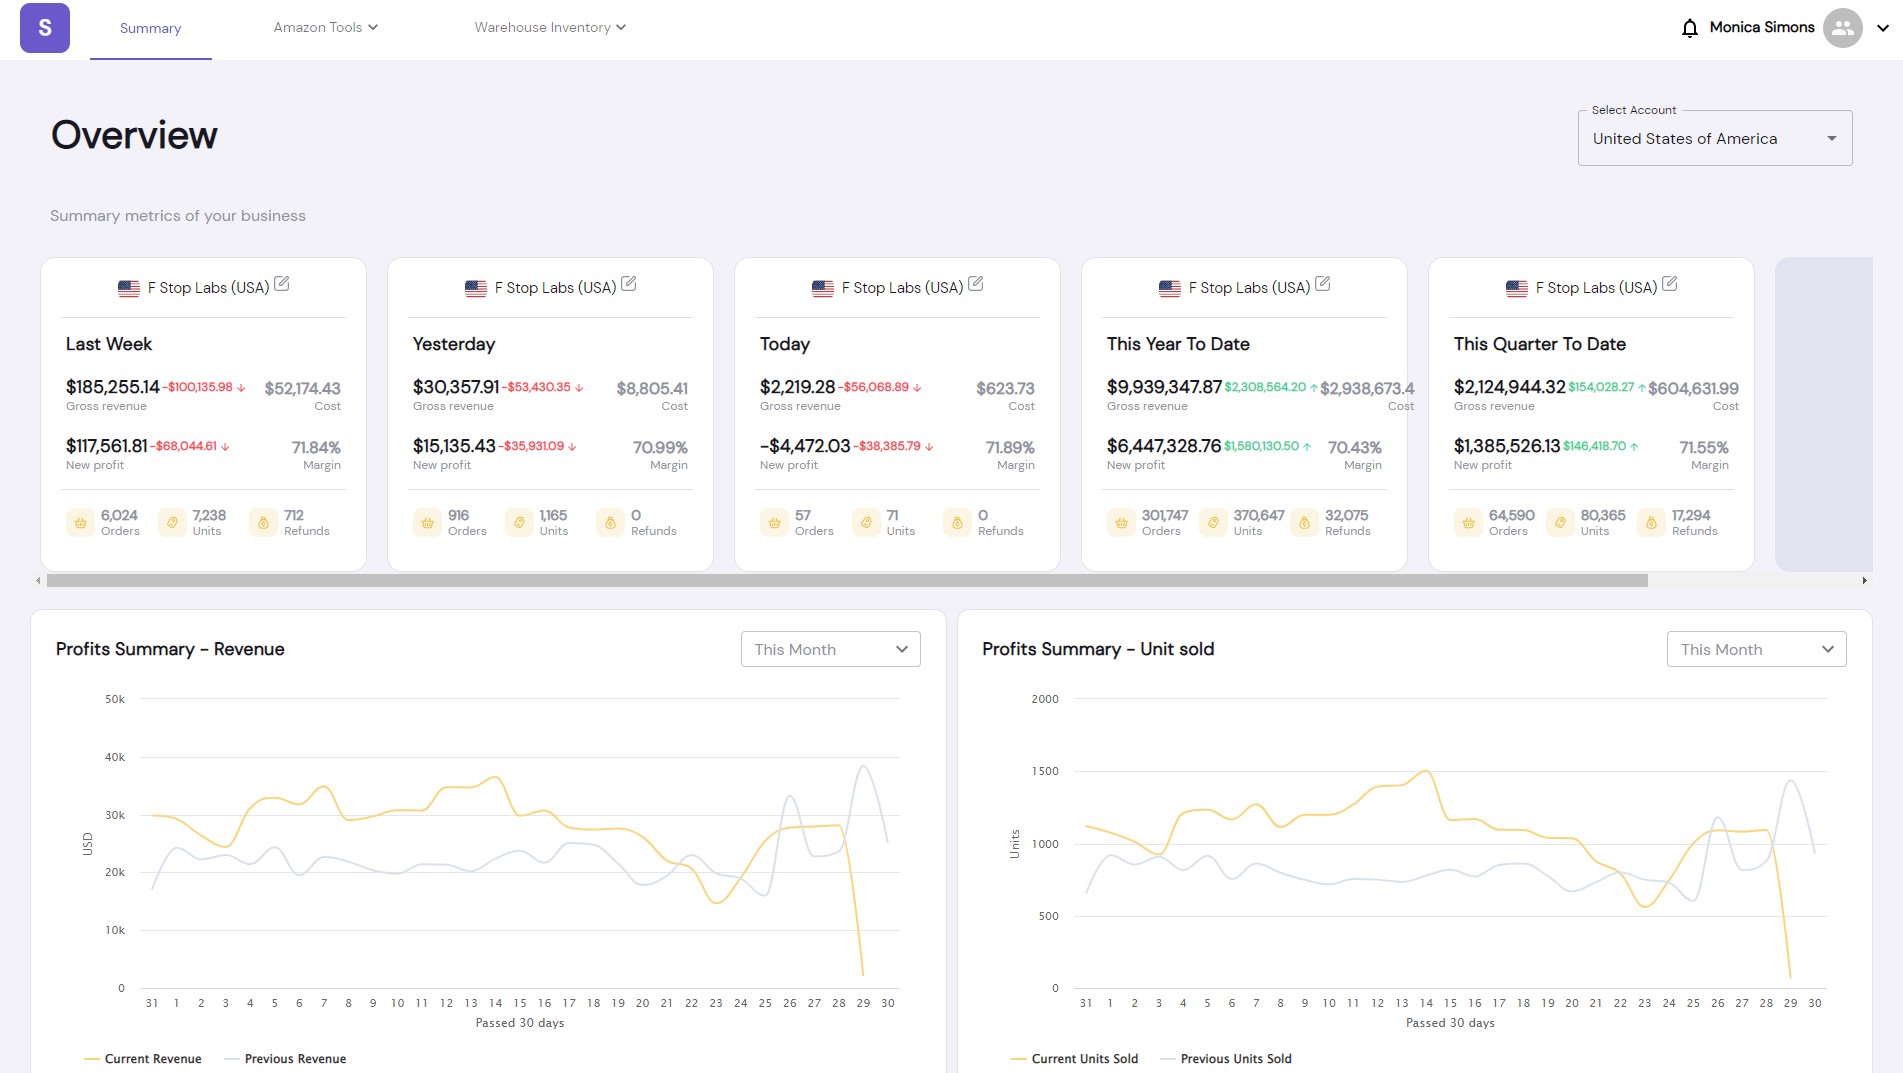 S
Summary
Amazon Tools
Warehouse Inventory
Monica Simons
Overview
Select Account
United States of America
Summary metrics of your business
F Stop Labs (USA)
Last Week
$185,255.14 -$100,135.98 ↓ $52,174.43
Gross revenue Cost
$117,561.81 -$68,044.61 ↓ 71.84%
New profit Margin
6,024 7,238 712
Orders Units Refunds
F Stop Labs (USA)
Yesterday
$30,357.91 -$53,430.35 ↓ $8,805.41
Gross revenue Cost
$15,135.43 -$35,931.09 ↓ 70.99%
New profit Margin
916 1,165 0
Orders Units Refunds
F Stop Labs (USA)
Today
$2,219.28 -$56,068.89 ↓ $623.73
Gross revenue Cost
-$4,472.03 -$38,385.79 ↓ 71.89%
New profit Margin
57 71 0
Orders Units Refunds
F Stop Labs (USA)
This Year To Date
$9,939,347.87 $2,308,564.20 ↑ $2,938,673.4
Gross revenue Cost
$6,447,328.76 $1,580,130.50 ↑ 70.43%
New profit Margin
301,747 370,647 32,075
Orders Units Refunds
F Stop Labs (USA)
This Quarter To Date
$2,124,944.32 $154,028.27 ↑ $604,631.99
Gross revenue Cost
$1,385,526.13 $146,418.70 ↑ 71.55%
New profit Margin
64,590 80,365 17,294
Orders Units Refunds
Profits Summary - Revenue
This Month
50k
40k
30k
20k
10k
0
USD
31 1 2 3 4 5 6 7 8 9 10 11 12 13 14 15 16 17 18 19 20 21 22 23 24 25 26 27 28 29 30
Passed 30 days
Current Revenue Previous Revenue
Profits Summary - Unit sold
This Month
2000
1500
1000
500
0
Units
31 1 2 3 4 5 6 7 8 9 10 11 12 13 14 15 16 17 18 19 20 21 22 23 24 25 26 27 28 29 30
Passed 30 days
Current Units Sold Previous Units Sold